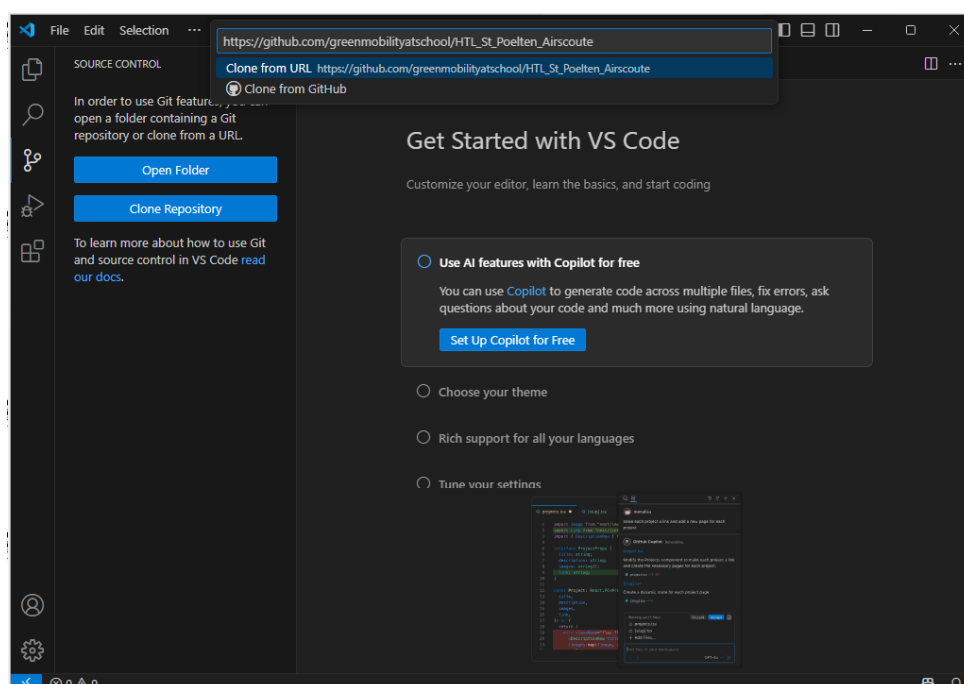 File Edit Selection ···
https://github.com/greenmobilityatschool/HTL_St_Poelten_Airscoute
Clone from URL https://github.com/greenmobilityatschool/HTL_St_Poelten_Airscoute
Clone from GitHub
SOURCE CONTROL
In order to use Git features, you can
open a folder containing a Git
repository or clone from a URL.
Open Folder
Clone Repository
To learn more about how to use Git
and source control in VS Code read
our docs.
Get Started with VS Code
Customize your editor, learn the basics, and start coding
Use AI features with Copilot for free
You can use Copilot to generate code across multiple files, fix errors, ask
questions about your code and much more using natural language.
Set Up Copilot for Free
Choose your theme
Rich support for all your languages
Tune your settings
0 0